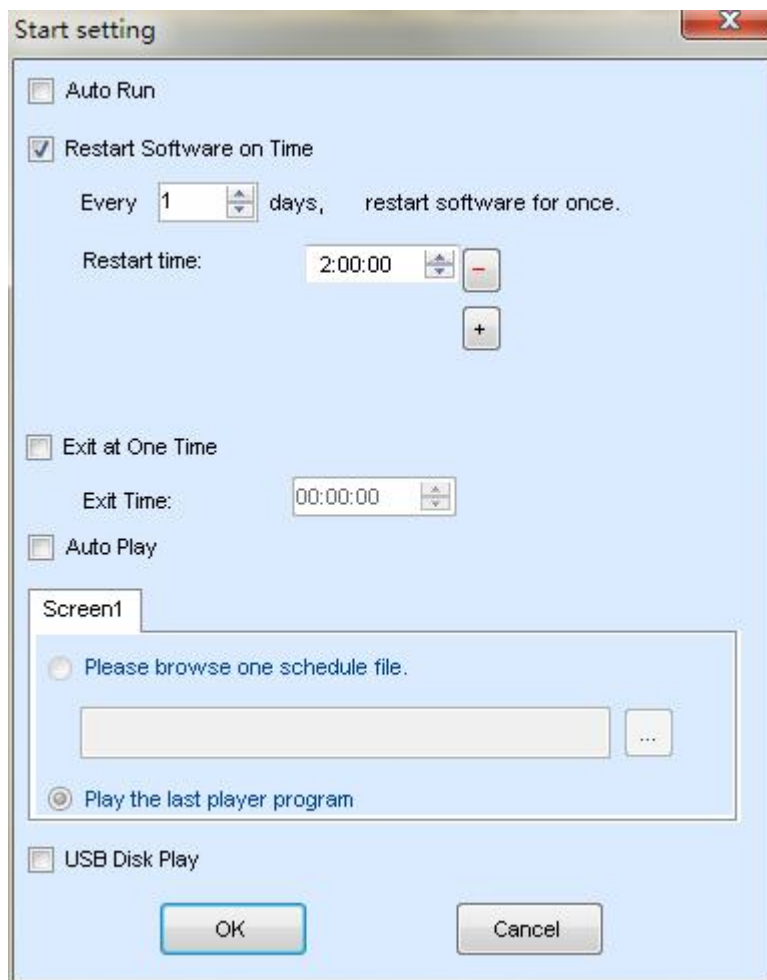 Start setting
Auto Run
Restart Software on Time
Every 1 days, restart software for once.
Restart time: 2:00:00 −
+
Exit at One Time
Exit Time: 00:00:00
Auto Play
Screen1
Please browse one schedule file.
...
Play the last player program
USB Disk Play
OK Cancel